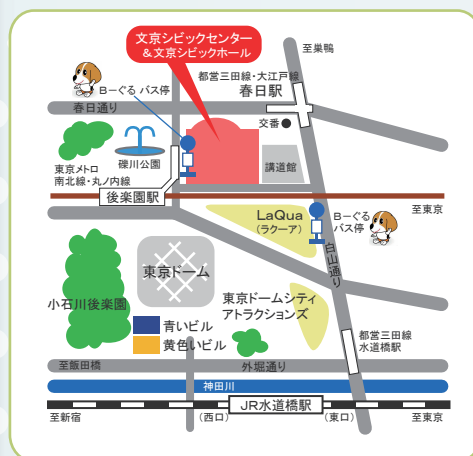 文京シビックセンター
＆文京シビックホール
至巣鴨
都営三田線・大江戸線
春日駅
B－ぐる バス停
春日通り
交番
礫川公園
講道館
東京メトロ
南北線・丸ノ内線
後楽園駅
至東京
LaQua
（ラクーア）
B－ぐる
バス停
白山通り
東京ドーム
小石川後楽園
東京ドームシティ
アトラクションズ
青いビル
黄色いビル
都営三田線
水道橋駅
至飯田橋
外堀通り
神田川
JR水道橋駅
至新宿
（西口）
（東口）
至東京